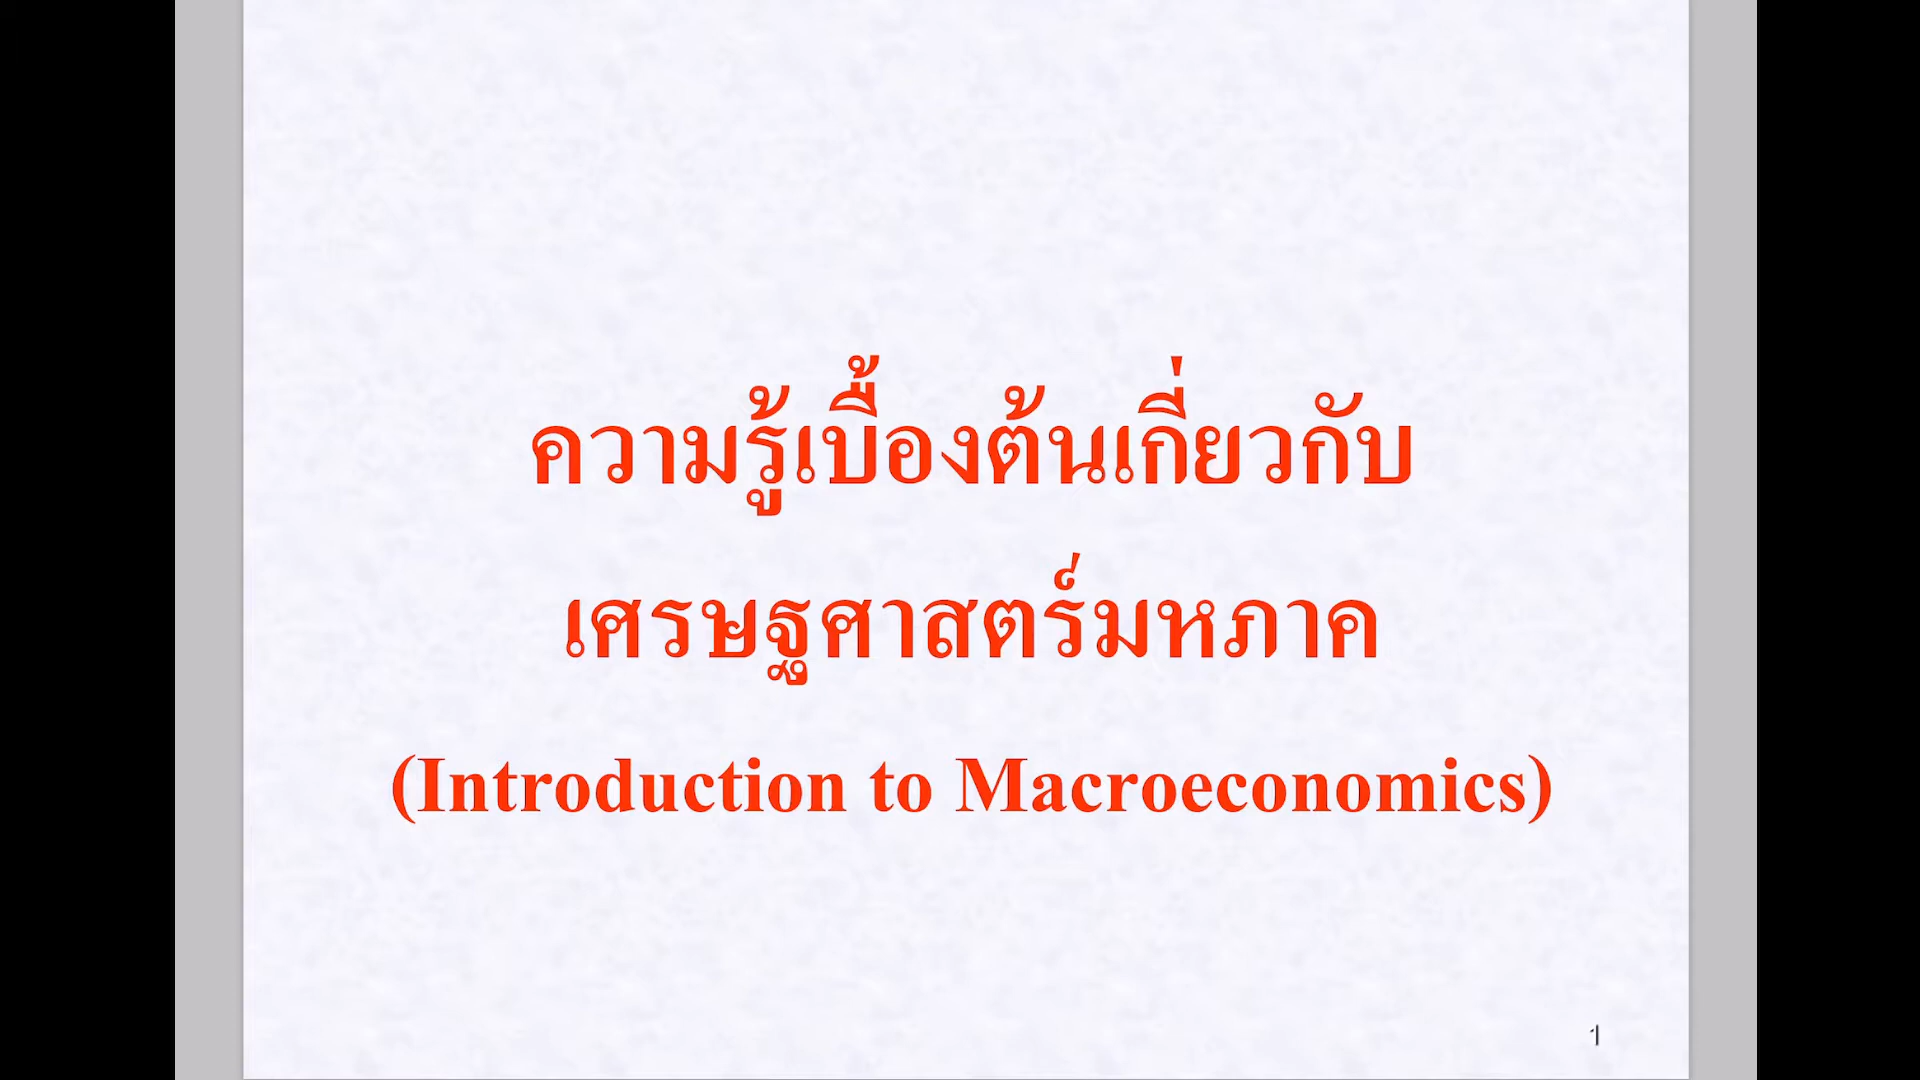 ความรู้เบื้องต้นเกี่ยวกับ
เศรษฐศาสตร์มหภาค
(Introduction to Macroeconomics)
1